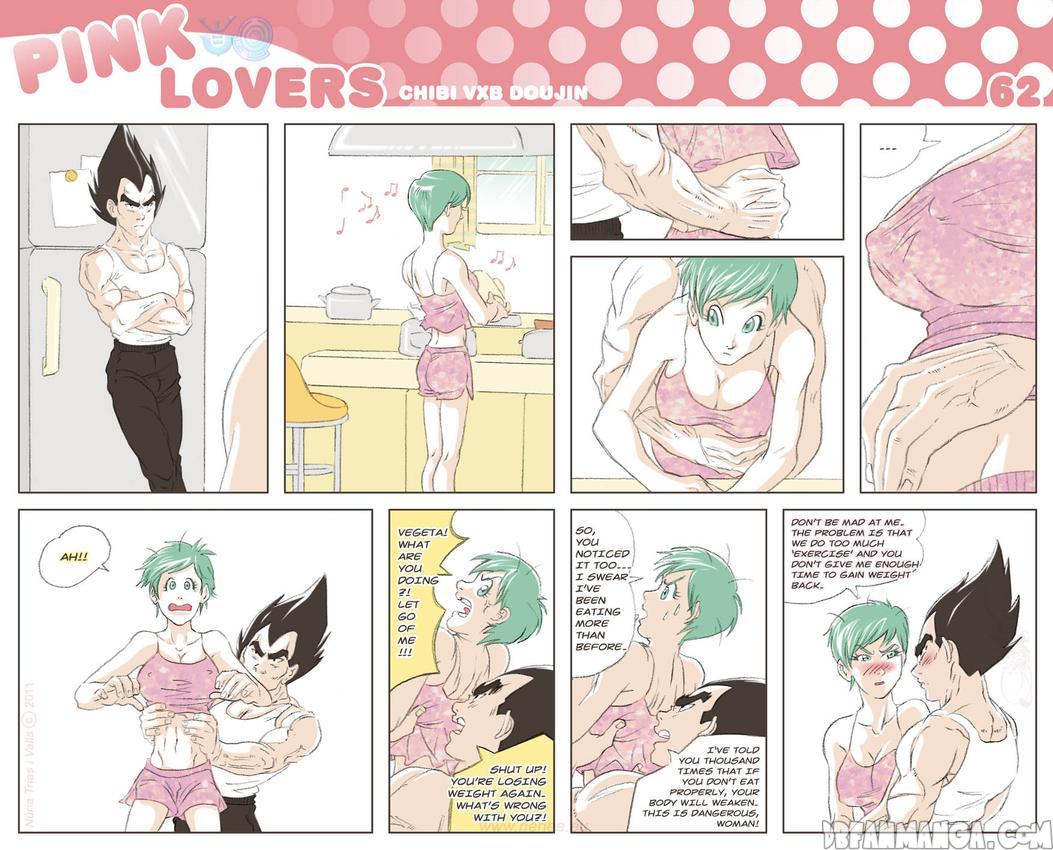 PINK
LOVERS
CHIBI VXB DOUJIN
62
---
AH!!
VEGETA!
WHAT
ARE
YOU
DOING
?!
LET
GO
OF
ME
!!!
SHUT UP!
YOU'RE LOSING
WEIGHT AGAIN...
WHAT'S WRONG
WITH YOU?!
SO,
YOU
NOTICED
IT TOO...
I SWEAR
I'VE
BEEN
EATING
MORE
THAN
BEFORE...
I'VE TOLD
YOU THOUSAND
TIMES THAT IF
YOU DON'T EAT
PROPERLY, YOUR
BODY WILL WEAKEN...
THIS IS DANGEROUS,
WOMAN!
DON'T BE MAD AT ME...
THE PROBLEM IS THAT
WE DO TOO MUCH
'EXERCISE' AND YOU
DON'T GIVE ME ENOUGH
TIME TO GAIN WEIGHT
BACK...
Núria Trias i Valls (c) 2011
DBFANMANGA.COM